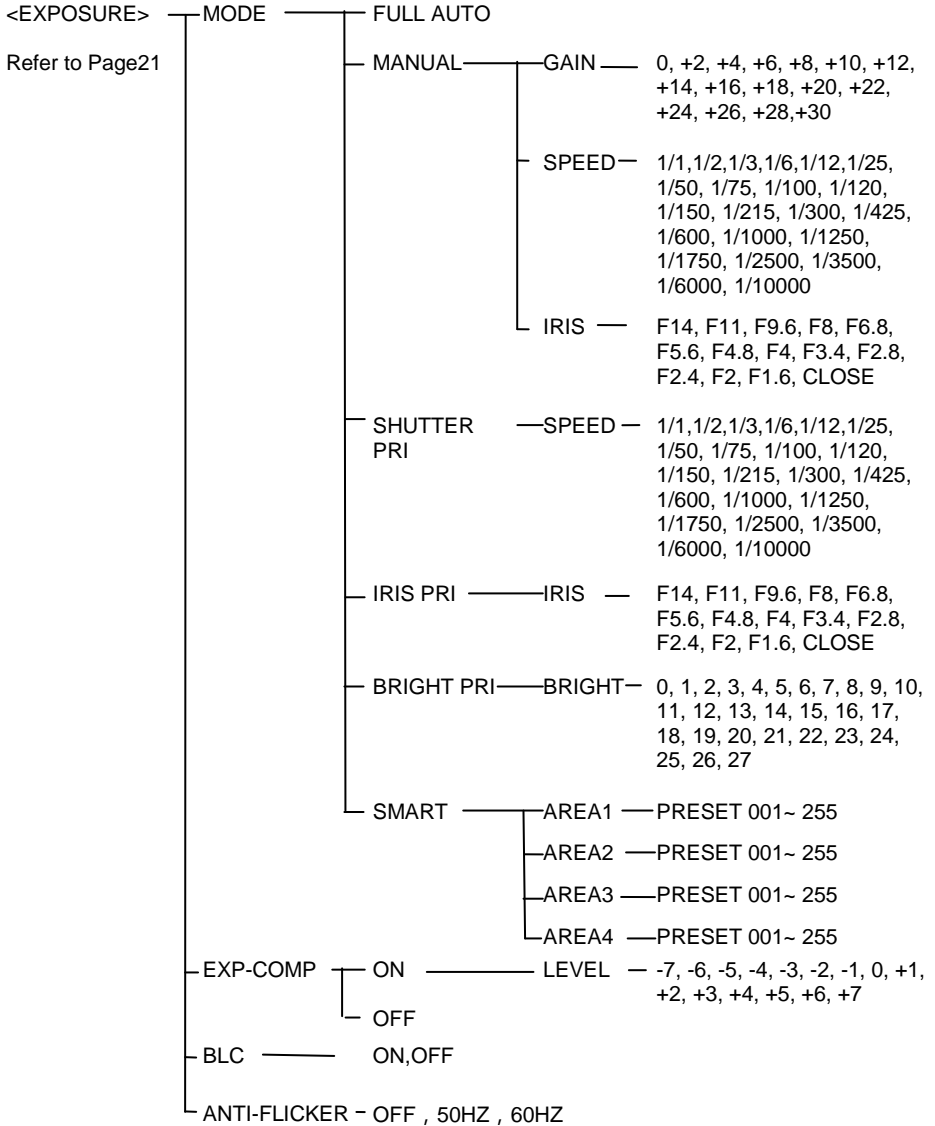 <EXPOSURE> MODE FULL AUTO
Refer to Page21 MANUAL GAIN 0, +2, +4, +6, +8, +10, +12,
+14, +16, +18, +20, +22,
+24, +26, +28,+30
SPEED 1/1,1/2,1/3,1/6,1/12,1/25,
1/50, 1/75, 1/100, 1/120,
1/150, 1/215, 1/300, 1/425,
1/600, 1/1000, 1/1250,
1/1750, 1/2500, 1/3500,
1/6000, 1/10000
IRIS F14, F11, F9.6, F8, F6.8,
F5.6, F4.8, F4, F3.4, F2.8,
F2.4, F2, F1.6, CLOSE
SHUTTER SPEED 1/1,1/2,1/3,1/6,1/12,1/25,
PRI 1/50, 1/75, 1/100, 1/120,
1/150, 1/215, 1/300, 1/425,
1/600, 1/1000, 1/1250,
1/1750, 1/2500, 1/3500,
1/6000, 1/10000
IRIS PRI IRIS F14, F11, F9.6, F8, F6.8,
F5.6, F4.8, F4, F3.4, F2.8,
F2.4, F2, F1.6, CLOSE
BRIGHT PRI BRIGHT 0, 1, 2, 3, 4, 5, 6, 7, 8, 9, 10,
11, 12, 13, 14, 15, 16, 17,
18, 19, 20, 21, 22, 23, 24,
25, 26, 27
SMART AREA1 PRESET 001~ 255
AREA2 PRESET 001~ 255
AREA3 PRESET 001~ 255
AREA4 PRESET 001~ 255
EXP-COMP ON LEVEL -7, -6, -5, -4, -3, -2, -1, 0, +1,
+2, +3, +4, +5, +6, +7
OFF
BLC ON,OFF
ANTI-FLICKER OFF , 50HZ , 60HZ